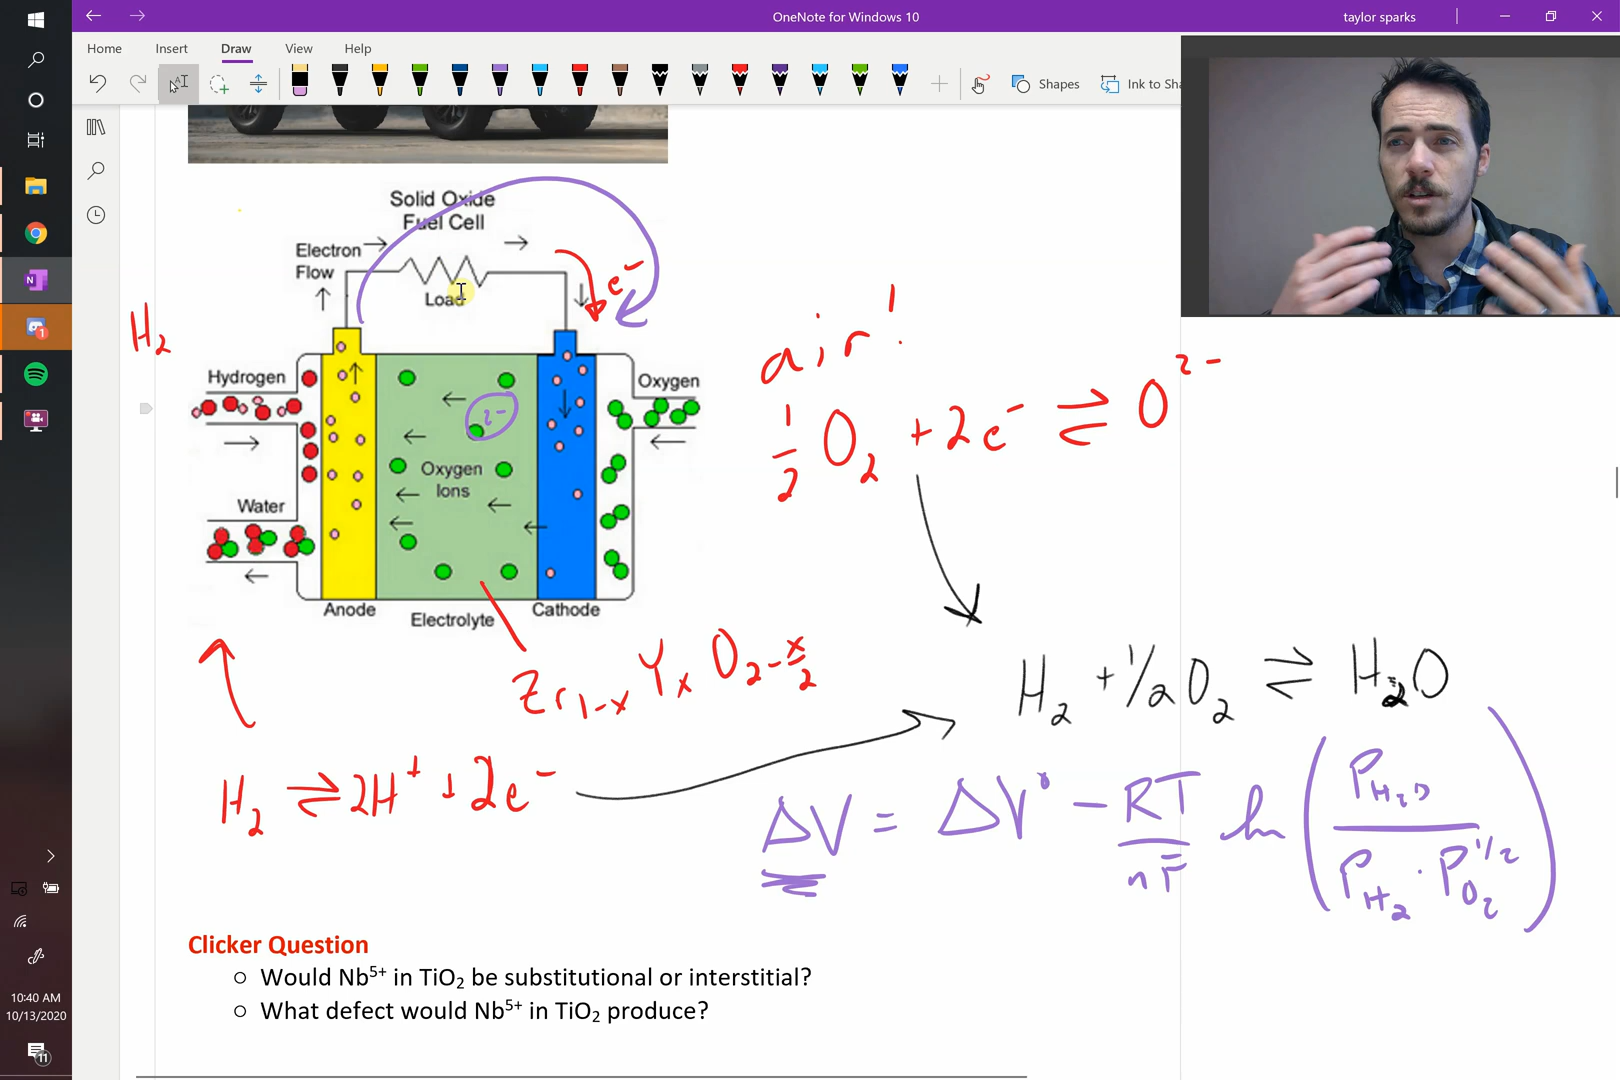 OneNote for Windows 10
taylor sparks
Home Insert Draw View Help
Shapes
Ink to Sha
Solid Oxide
Fuel Cell
Electron
Flow
Load
e⁻
H₂
Hydrogen
Oxygen
2-
Oxygen
Ions
Water
Anode
Electrolyte
Cathode
air!
1/2 O₂ + 2e⁻ ⇌ O²⁻
Zr₁₋ₓ Yₓ O₂₋ₓ/₂
H₂ + 1/2 O₂ ⇌ H₂O
H₂ ⇌ 2H⁺ + 2e⁻
ΔV = ΔV° − RT/nF ln (P_H₂O / P_H₂ · P_O₂^1/2)
Clicker Question
○ Would Nb⁵⁺ in TiO₂ be substitutional or interstitial?
○ What defect would Nb⁵⁺ in TiO₂ produce?
10:40 AM
10/13/2020
11